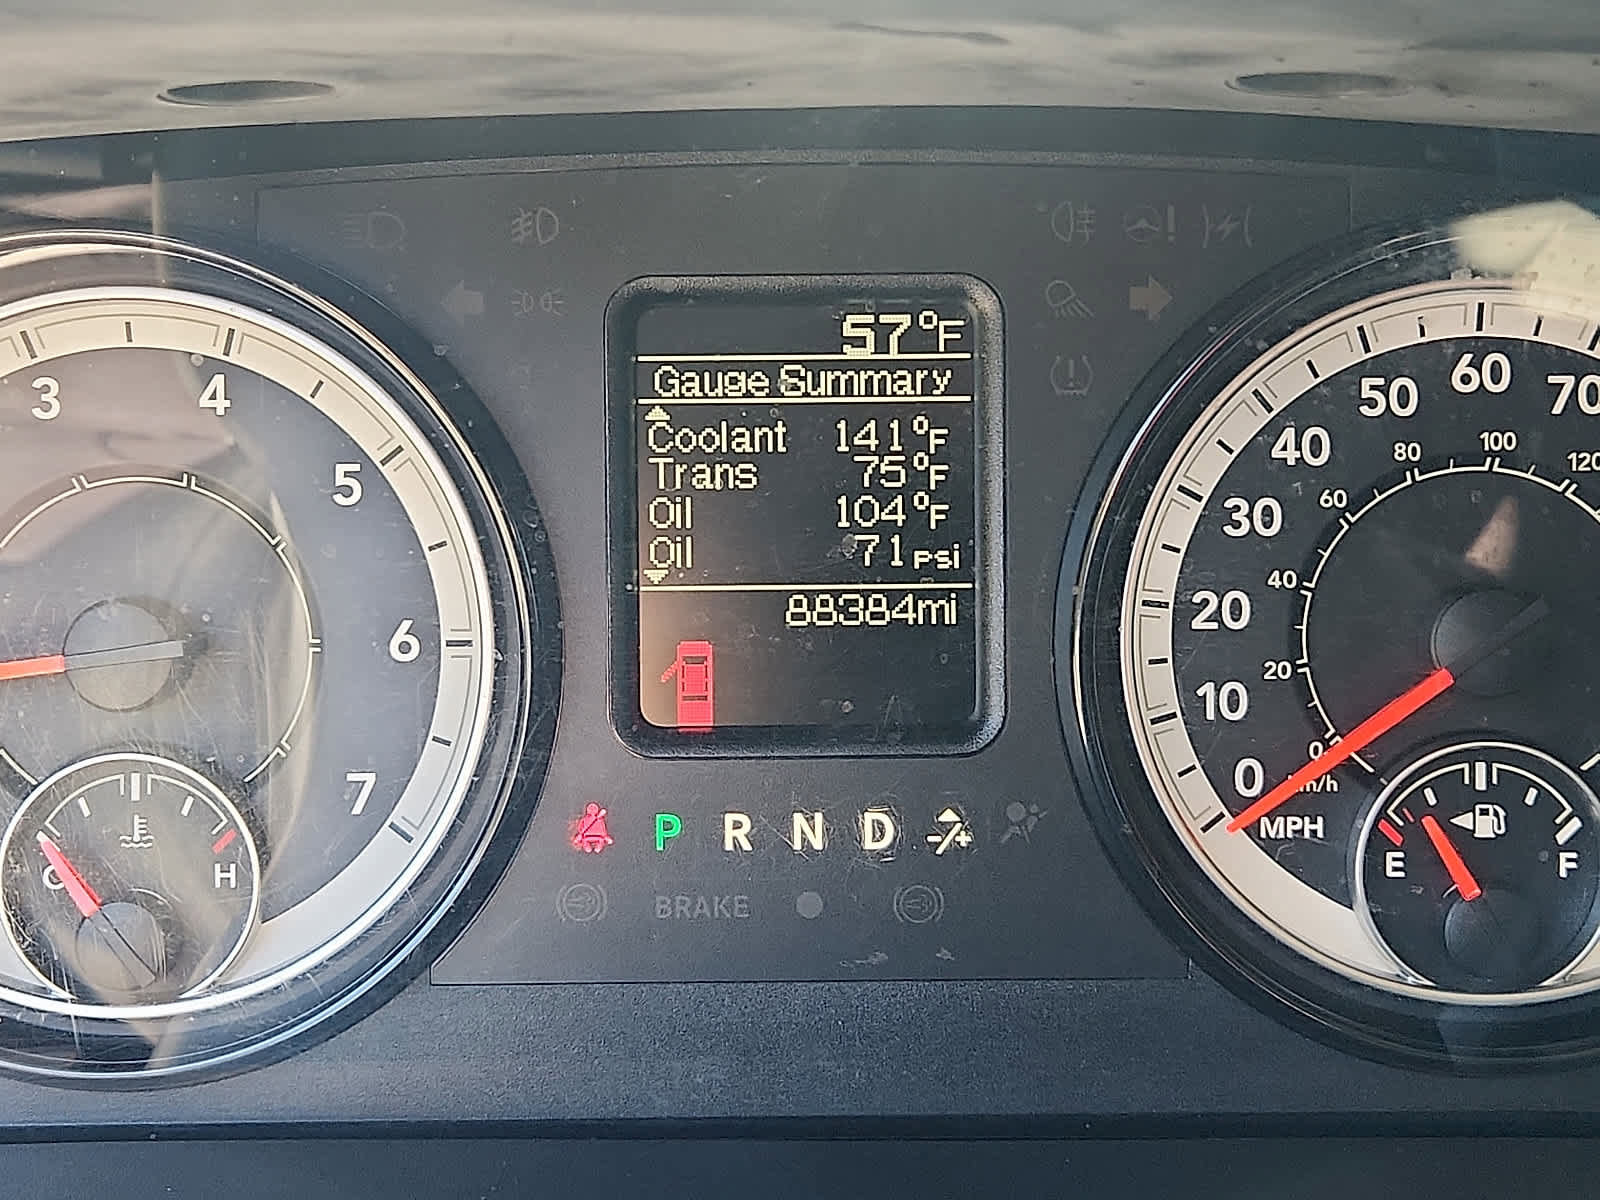 57°F
Gauge Summary
Coolant 141°F
Trans 75°F
Oil 104°F
Oil 71 PSI
88384mi
3 4 5 6 7
C H
P R N D -/+
BRAKE
0 10 20 30 40 50 60 70
0 20 40 60 80 100 120
km/h
MPH
E F